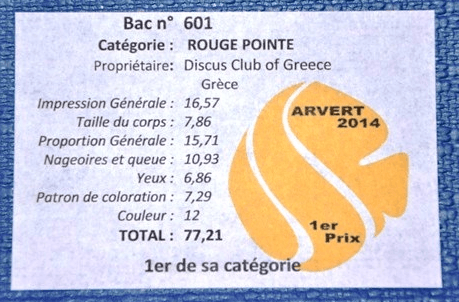 Bac n° 601
Catégorie : ROUGE POINTE
Propriétaire: Discus Club of Greece
Grèce
Impression Générale : 16,57
Taille du corps : 7,86
Proportion Générale : 15,71
Nageoires et queue : 10,93
Yeux : 6,86
Patron de coloration : 7,29
Couleur : 12
TOTAL : 77,21
ARVERT
2014
1er
Prix
1er de sa catégorie